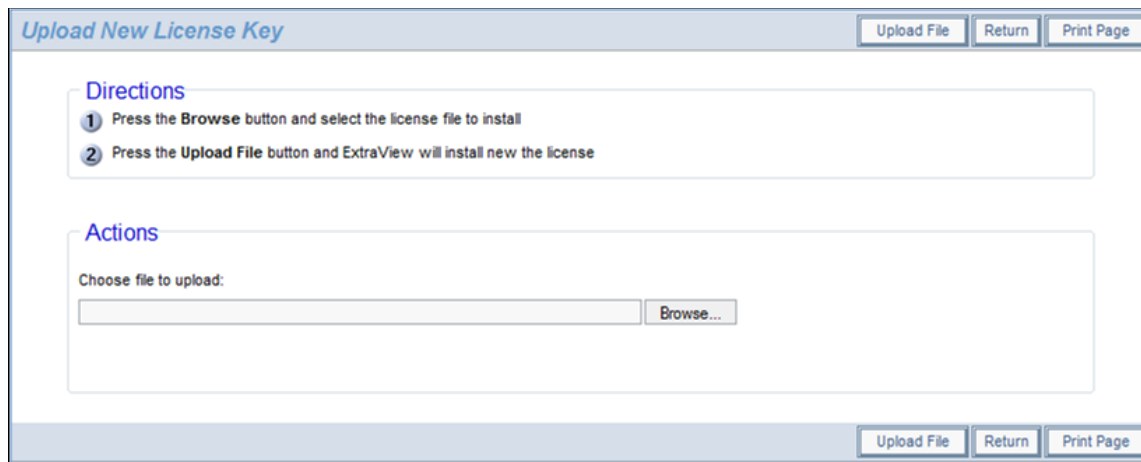 Upload New License Key
Upload File Return Print Page
Directions
1 Press the Browse button and select the license file to install
2 Press the Upload File button and ExtraView will install new the license
Actions
Choose file to upload:
Browse...
Upload File Return Print Page